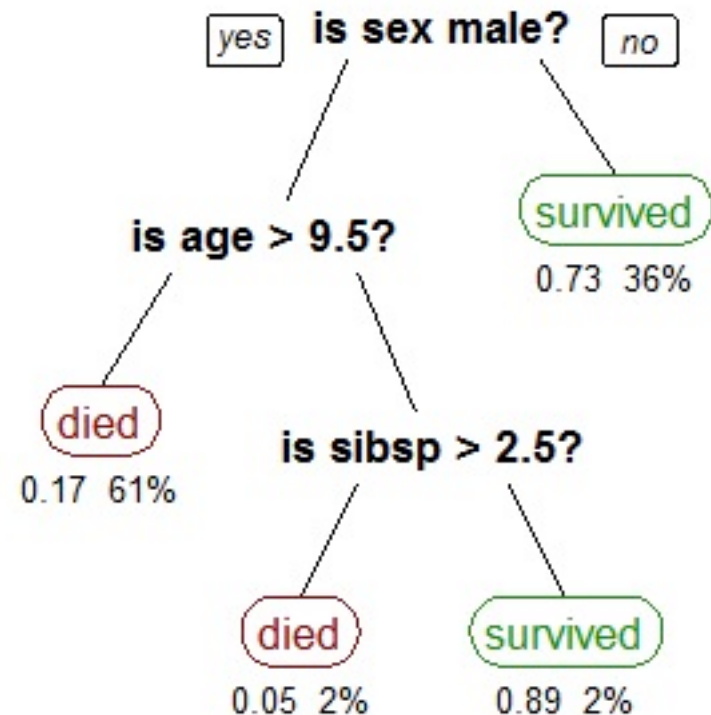 yes is sex male? no
is age > 9.5?
survived
0.73 36%
died
0.17 61%
is sibsp > 2.5?
died survived
0.05 2% 0.89 2%